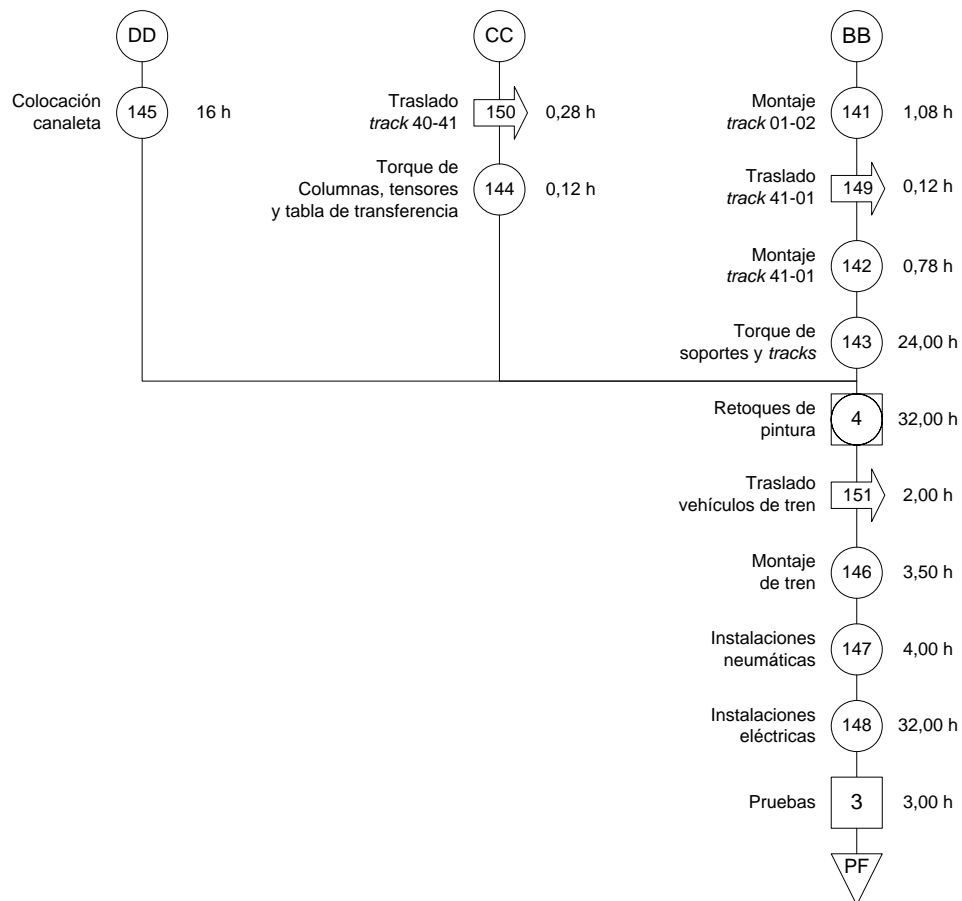 DD
CC
BB
Colocación
canaleta
145
16 h
Traslado
track 40-41
150
0,28 h
Montaje
track 01-02
141
1,08 h
Torque de
Columnas, tensores
y tabla de transferencia
144
0,12 h
Traslado
track 41-01
149
0,12 h
Montaje
track 41-01
142
0,78 h
Torque de
soportes y tracks
143
24,00 h
Retoques de
pintura
4
32,00 h
Traslado
vehículos de tren
151
2,00 h
Montaje
de tren
146
3,50 h
Instalaciones
neumáticas
147
4,00 h
Instalaciones
eléctricas
148
32,00 h
Pruebas
3
3,00 h
PF